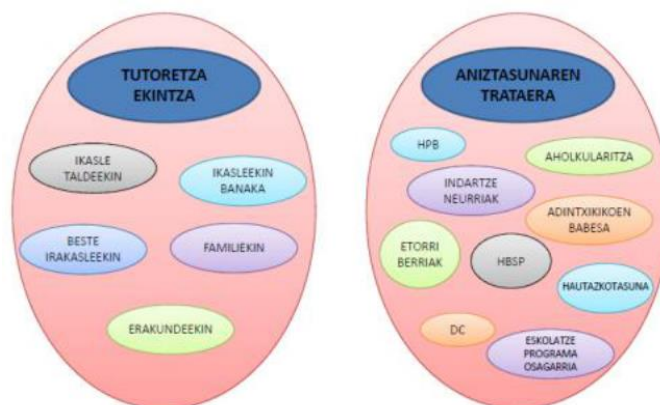 TUTORETZA
EKINTZA
IKASLE
TALDEEKIN
IKASLEEKIN
BANAKA
BESTE
IRAKASLEEKIN
FAMILIEKIN
ERAKUNDEEKIN
ANIZTASUNAREN
TRATAERA
HPB
AHOLKULARITZA
INDARTZE
NEURRIAK
ADINTXIKIKOEN
BABESA
ETORRI
BERRIAK
HBSP
HAUTAZKOTASUNA
DC
ESKOLATZE
PROGRAMA
OSAGARRIA